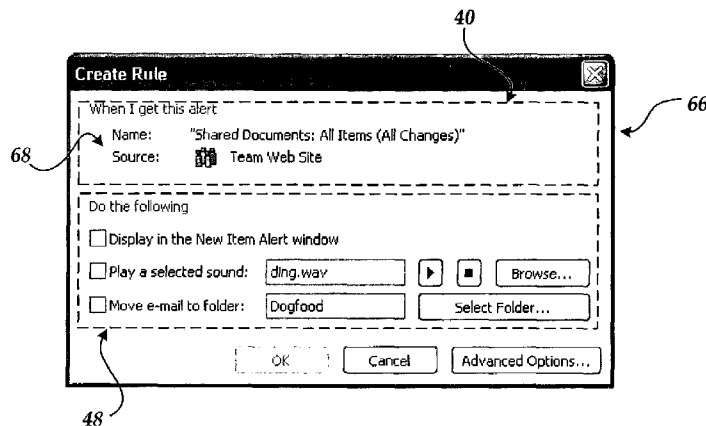 40
Create Rule
66
When I get this alert
Name: "Shared Documents: All Items (All Changes)"
68
Source: Team Web Site
Do the following
Display in the New Item Alert window
Play a selected sound: ding.wav Browse...
Move e-mail to folder: Dogfood Select Folder...
OK Cancel Advanced Options...
48